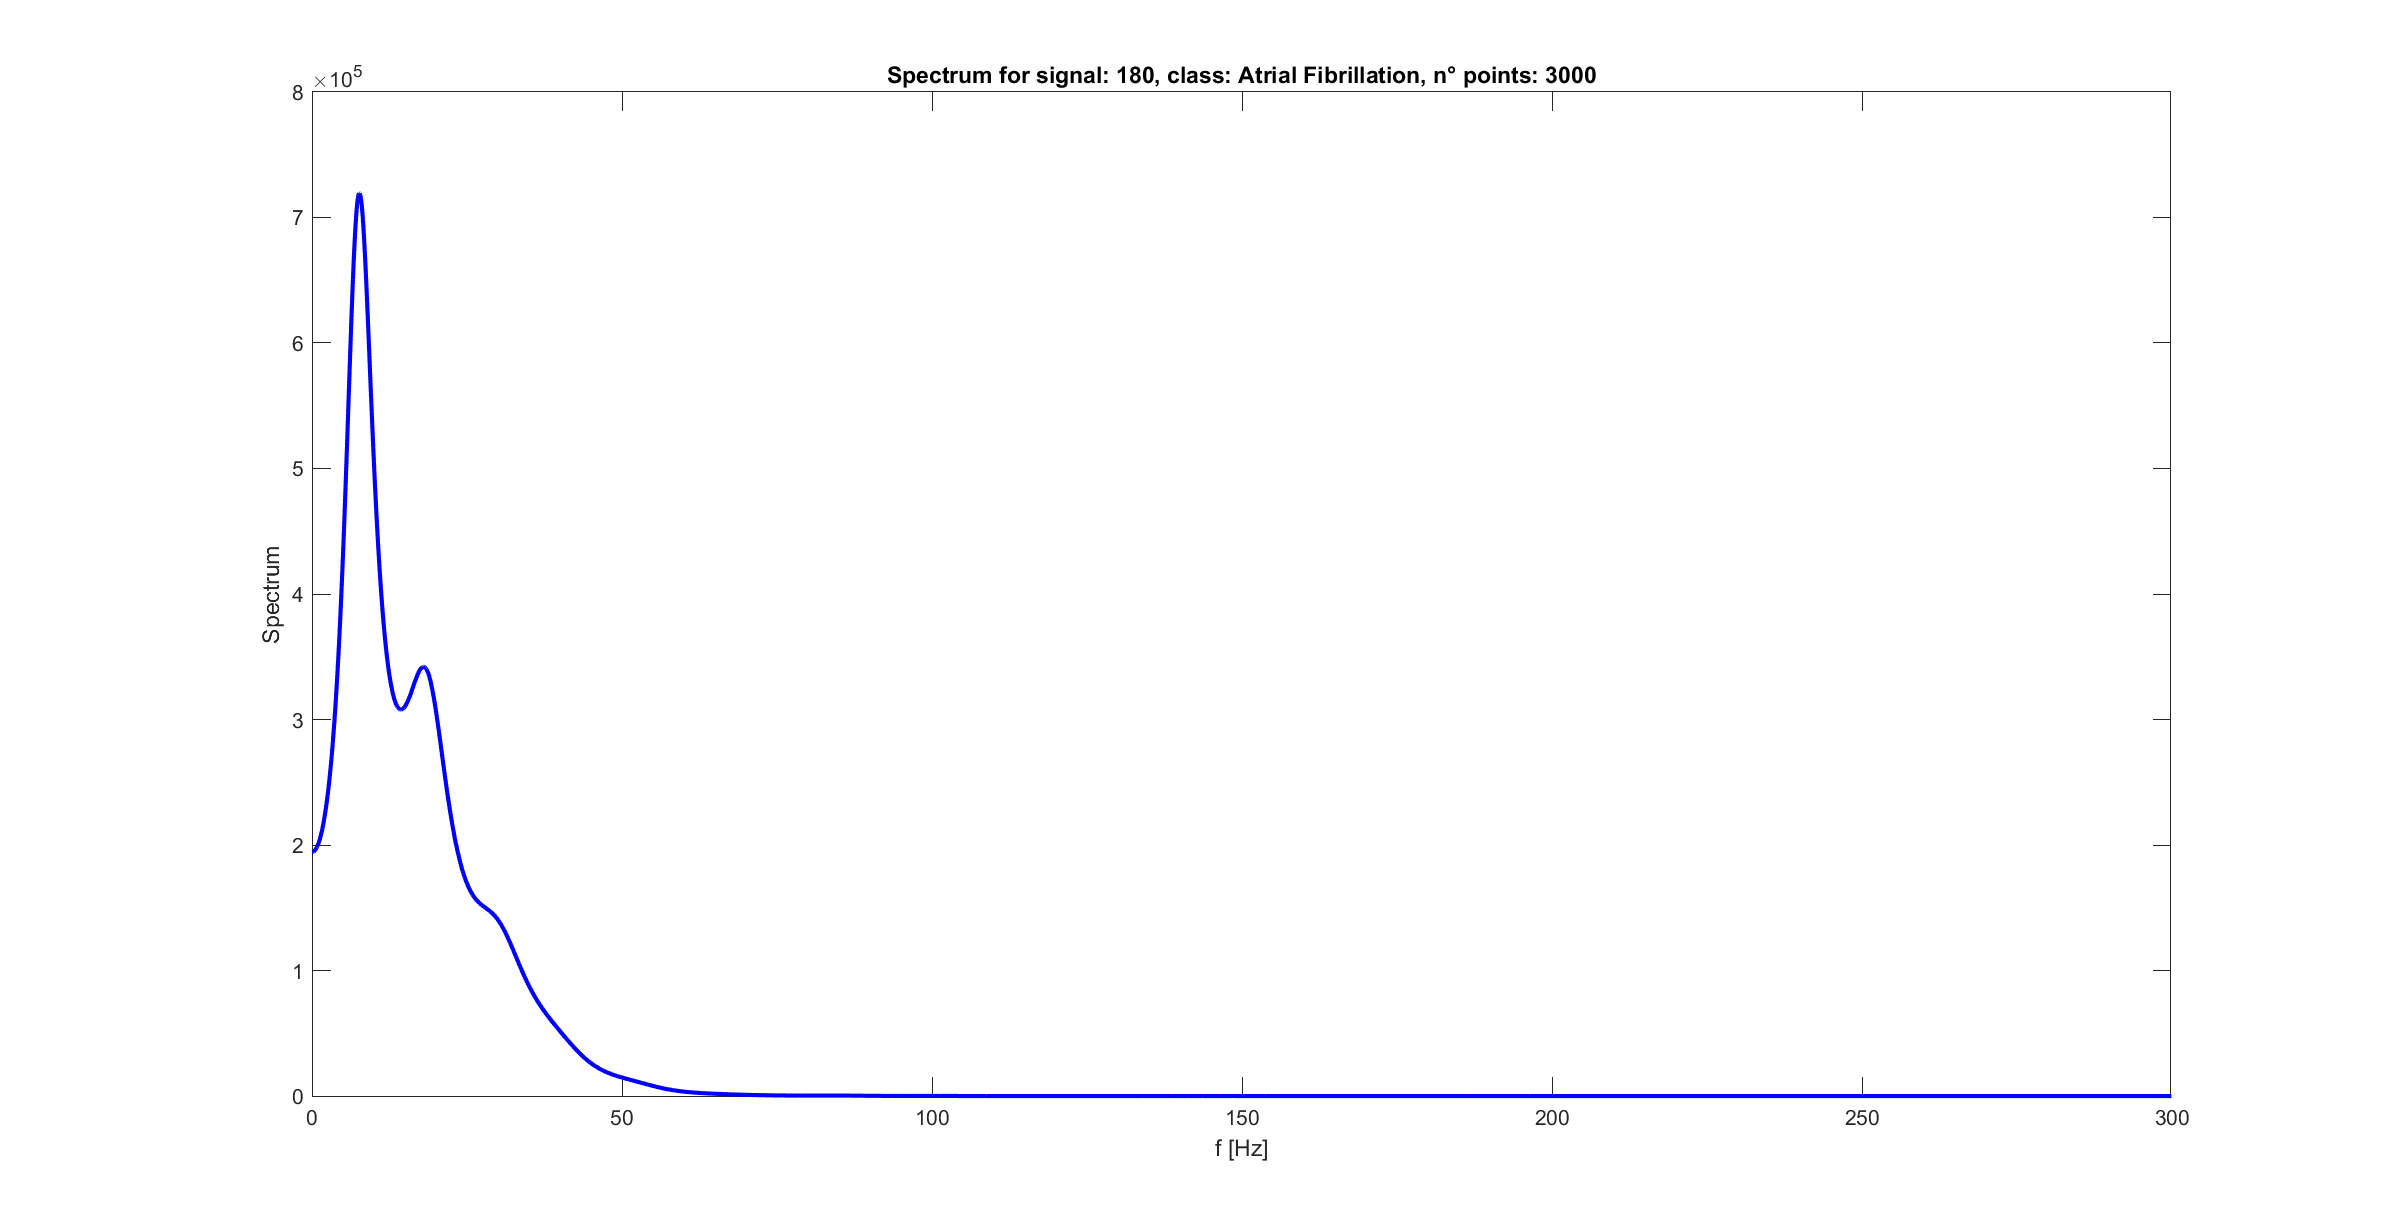 Spectrum for signal: 180, class: Atrial Fibrillation, n° points: 3000
×10^5
8
7
6
5
4
3
2
1
0
Spectrum
0 50 100 150 200 250 300
f [Hz]